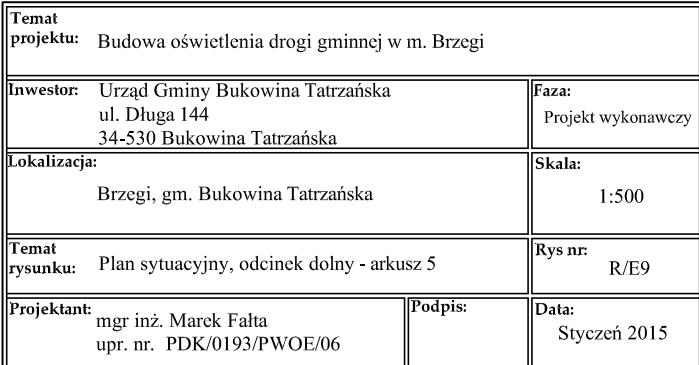 Temat
projektu: Budowa oświetlenia drogi gminnej w m. Brzegi
Inwestor: Urząd Gminy Bukowina Tatrzańska
ul. Długa 144
34-530 Bukowina Tatrzańska
Faza:
Projekt wykonawczy
Lokalizacja:
Brzegi, gm. Bukowina Tatrzańska
Skala:
1:500
Temat
rysunku: Plan sytuacyjny, odcinek dolny - arkusz 5
Rys nr:
R/E9
Projektant: mgr inż. Marek Fałta
upr. nr. PDK/0193/PWOE/06
Podpis:
Data:
Styczeń 2015